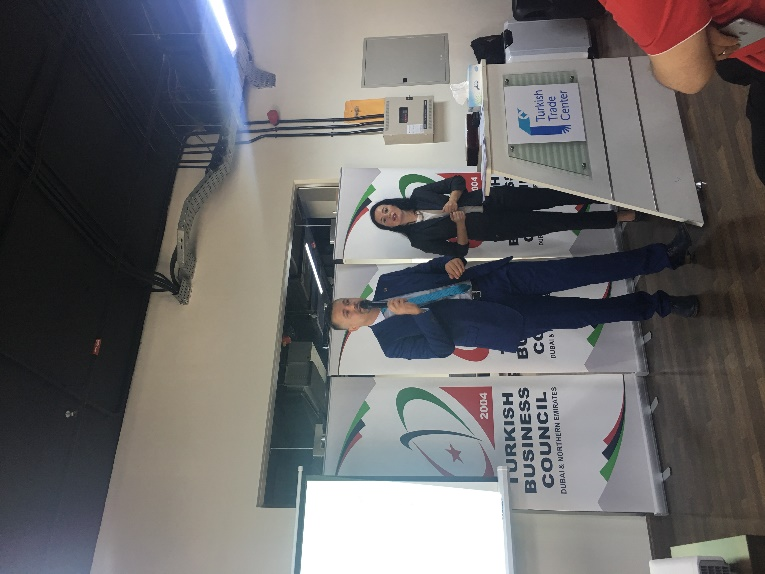 Turkish
Trade
Center
2004
TURKISH
BUSINESS
COUNCIL
DUBAI & NORTHERN EMIRATES